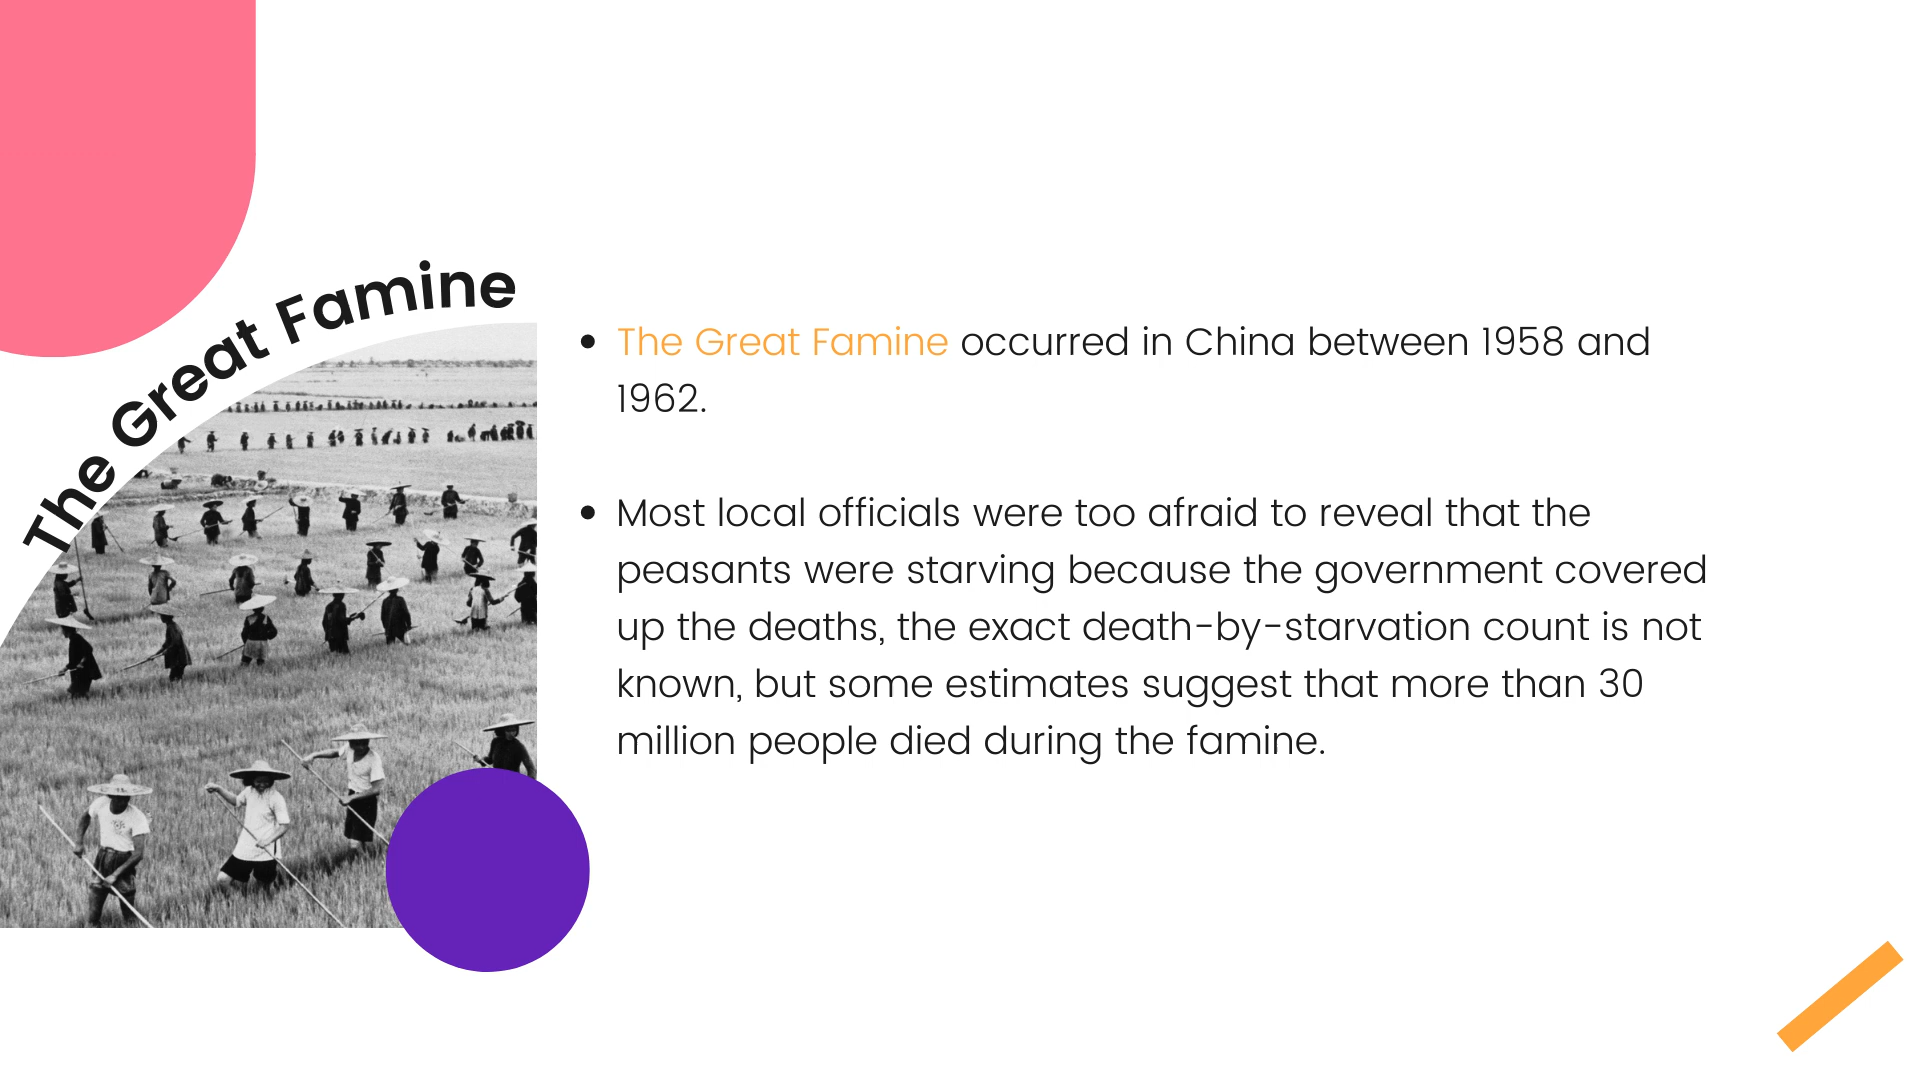 The Great Famine
• The Great Famine occurred in China between 1958 and
1962.
• Most local officials were too afraid to reveal that the
peasants were starving because the government covered
up the deaths, the exact death-by-starvation count is not
known, but some estimates suggest that more than 30
million people died during the famine.